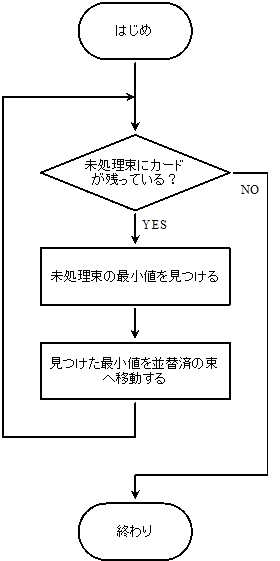 はじめ
未処理束にカード
が残っている？
NO
YES
未処理束の最小値を見つける
見つけた最小値を並替済の束
へ移動する
終わり